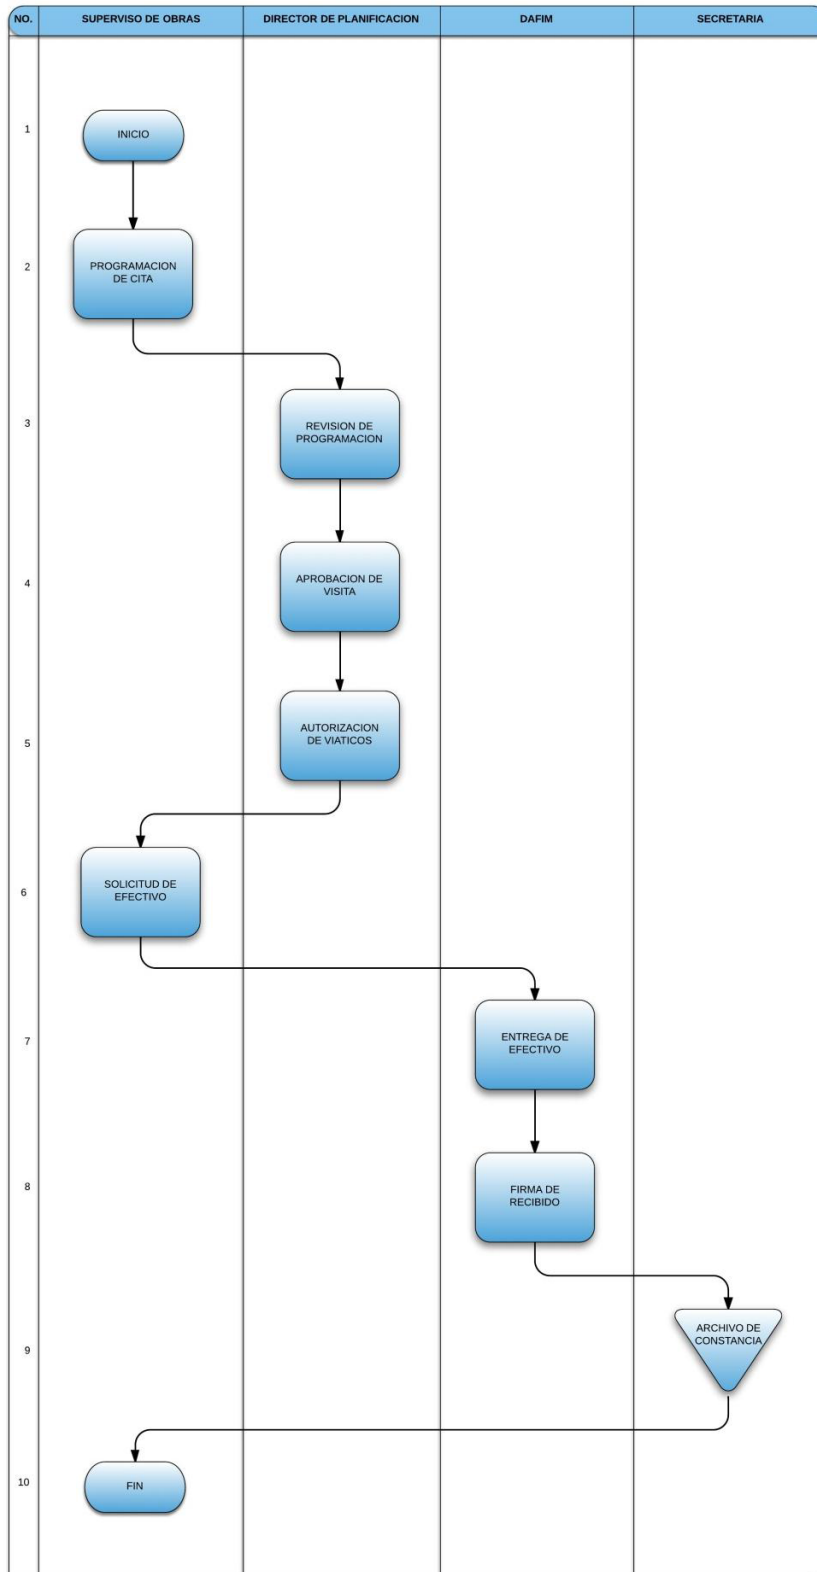 NO. SUPERVISO DE OBRAS DIRECTOR DE PLANIFICACION DAFIM SECRETARIA
1
INICIO
2
PROGRAMACION
DE CITA
3
REVISION DE
PROGRAMACION
4
APROBACION DE
VISITA
5
AUTORIZACION
DE VIATICOS
6
SOLICITUD DE
EFECTIVO
7
ENTREGA DE
EFECTIVO
8
FIRMA DE
RECIBIDO
9
ARCHIVO DE
CONSTANCIA
10
FIN